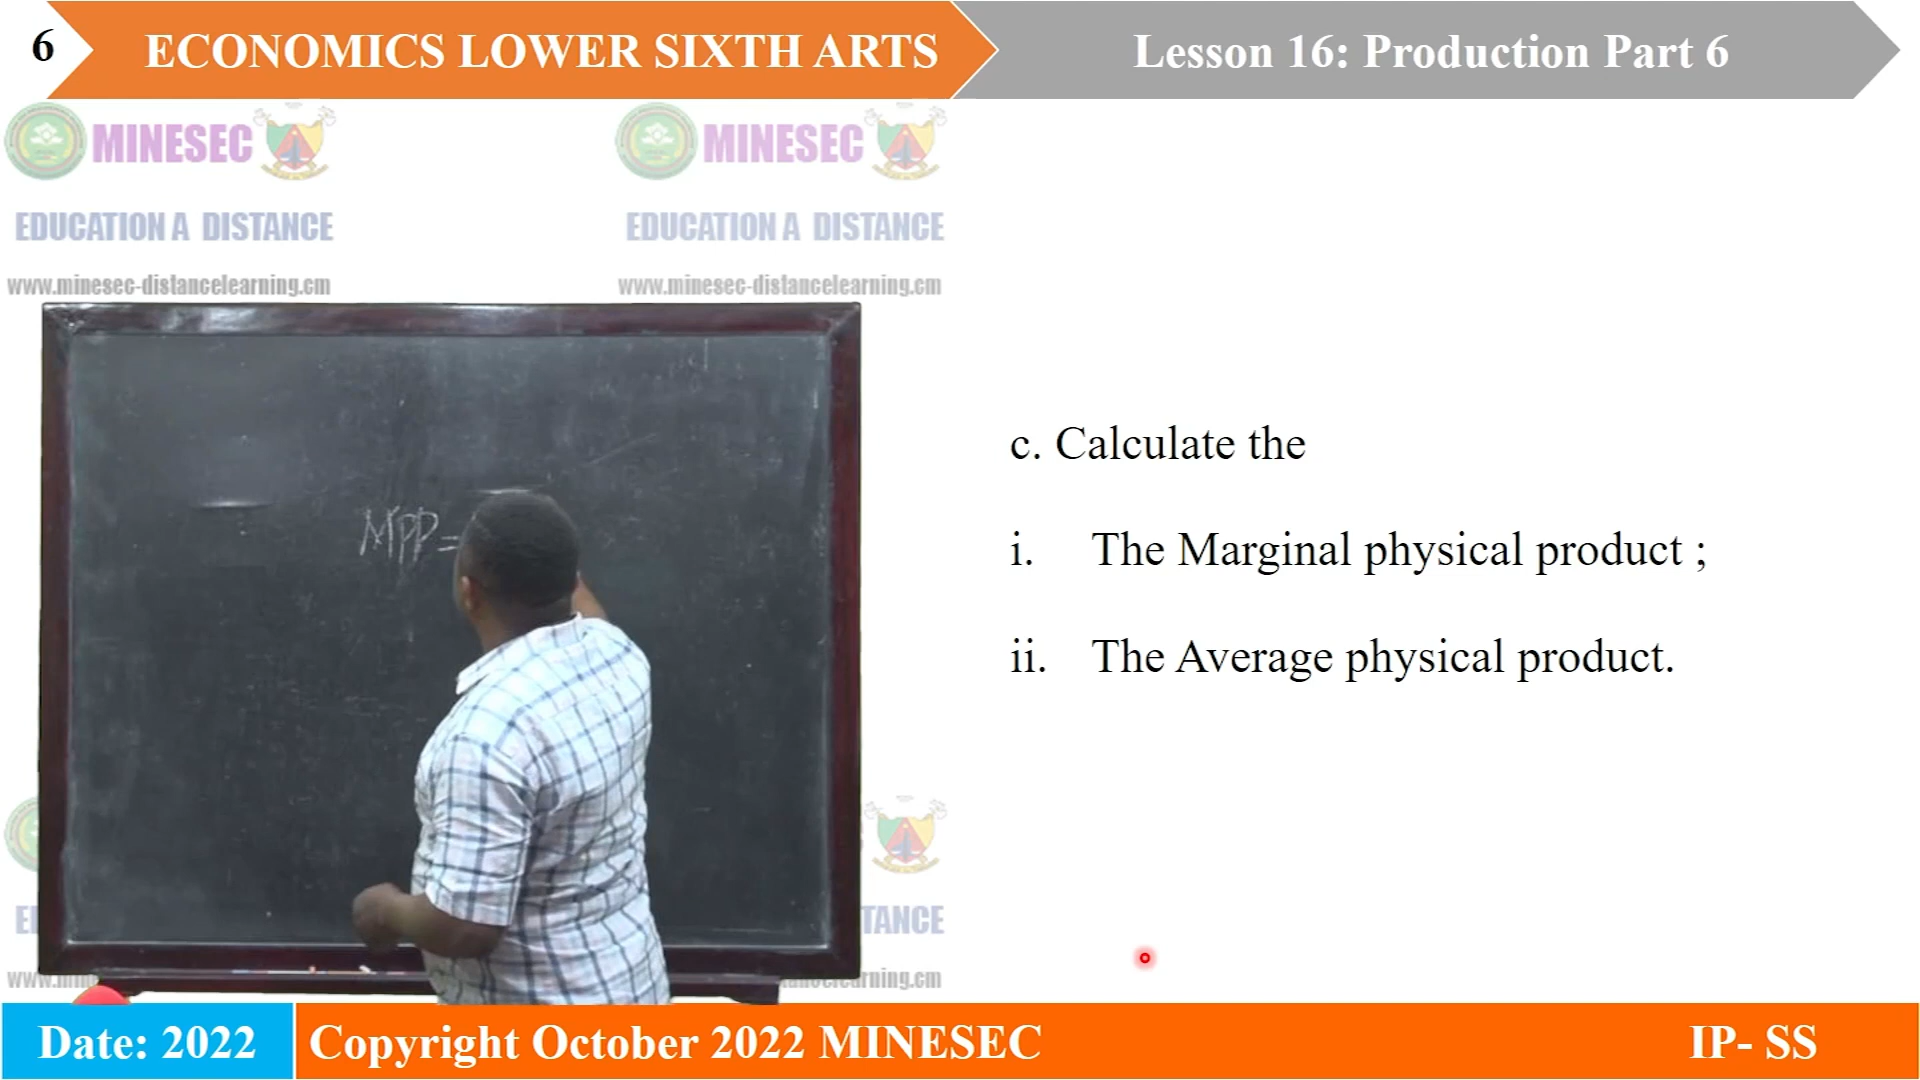 6
ECONOMICS LOWER SIXTH ARTS
Lesson 16: Production Part 6
MINESEC
MINESEC
EDUCATION A DISTANCE
EDUCATION A DISTANCE
www.minesec-distancelearning.cm
www.minesec-distancelearning.cm
MPP =
c. Calculate the
i. The Marginal physical product ;
ii. The Average physical product.
Date: 2022
Copyright October 2022 MINESEC
IP- SS